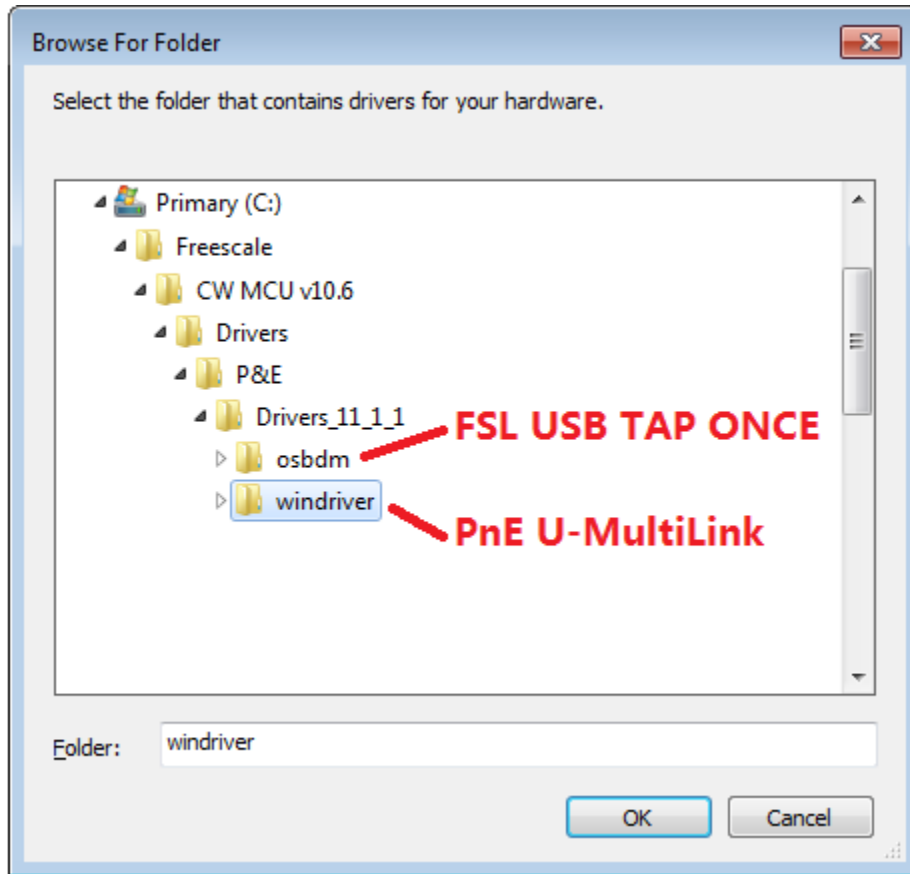 Browse For Folder
Select the folder that contains drivers for your hardware.
Primary (C:)
Freescale
CW MCU v10.6
Drivers
P&E
Drivers_11_1_1
FSL USB TAP ONCE
osbdm
windriver
PnE U-MultiLink
Folder:
windriver
OK
Cancel